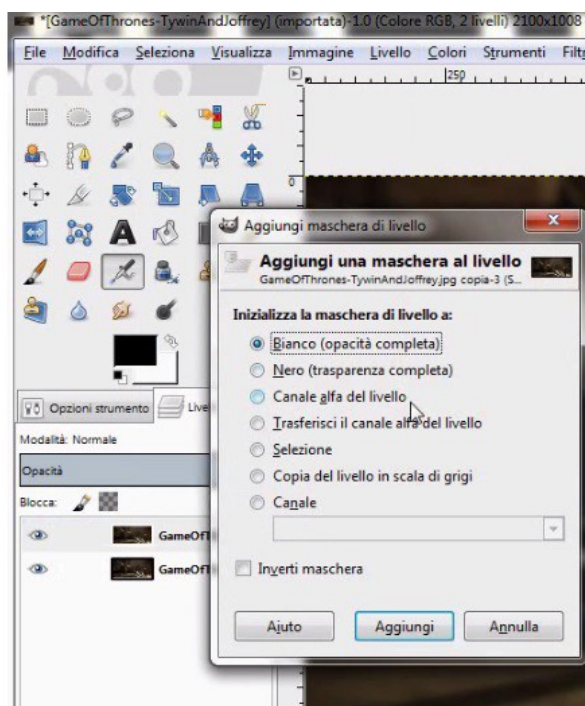 *[GameOfThrones-TywinAndJoffrey] (importata)-1.0 (Colore RGB, 2 livelli) 2100x1008
File Modifica Seleziona Visualizza Immagine Livello Colori Strumenti Filtr
250
0
Aggiungi maschera di livello
Aggiungi una maschera al livello
GameOfThrones-TywinAndJoffrey.jpg copia-3 (S...
Inizializza la maschera di livello a:
Bianco (opacità completa)
Nero (trasparenza completa)
Canale alfa del livello
Trasferisci il canale alfa del livello
Selezione
Copia del livello in scala di grigi
Canale
Inverti maschera
Aiuto Aggiungi Annulla
Opzioni strumento Live
Modalità: Normale
Opacità
Blocca:
GameOfT
GameOfT